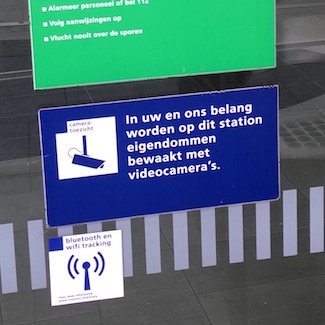 Alarmeer personeel of bel 112
Volg aanwijzingen op
Vlucht nooit over de sporen
camera-
toezicht
In uw en ons belang
worden op dit station
eigendommen
bewaakt met
videocamera's.
bluetooth en
wifi tracking